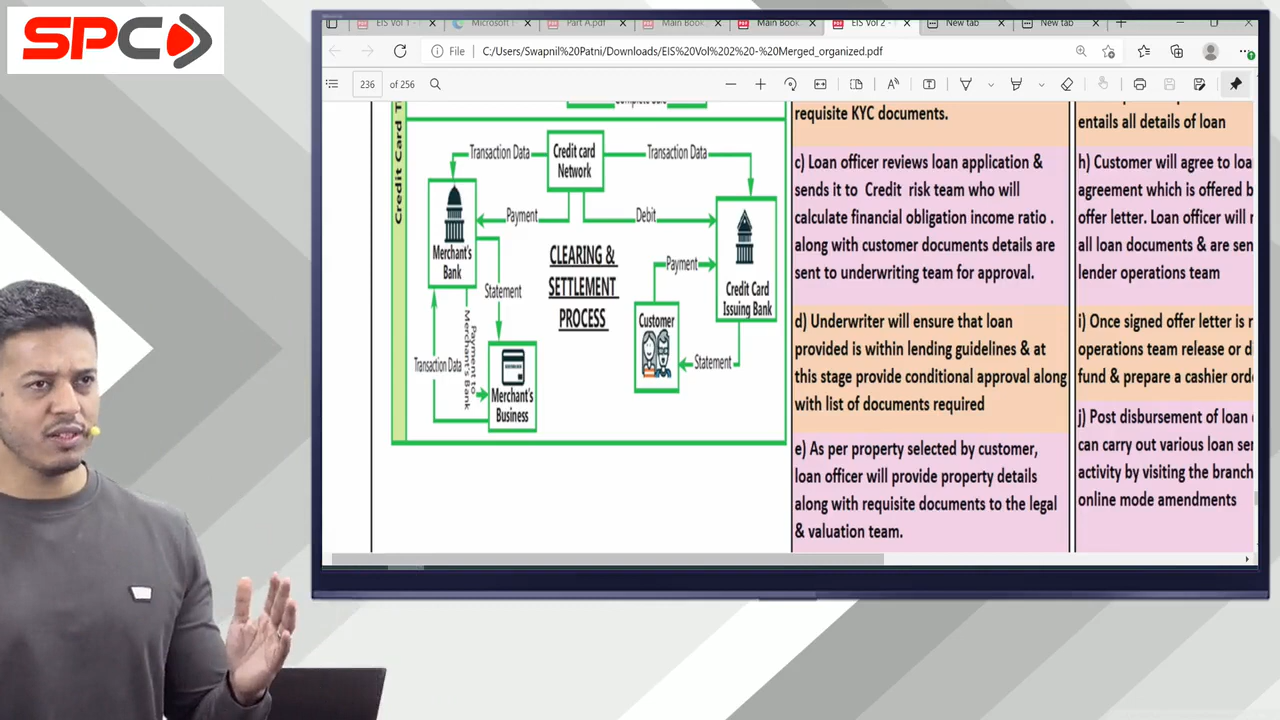 SPC
EIS Vol 1 -
Microsoft
Part A.pdf
Main Book
Main Book
EIS Vol 2 -
New tab
New tab
File
C:/Users/Swapnil%20Patni/Downloads/EIS%20Vol%202%20-%20Merged_organized.pdf
236 of 256
Credit Card T
Credit card
Network
Transaction Data
Transaction Data
Payment
Debit
Merchant's
Bank
CLEARING &
SETTLEMENT
PROCESS
Payment
Credit Card
Issuing Bank
Statement
Customer
Transaction Data
Payment to
Merchant's Bank
Statement
Merchant's
Business
requisite KYC documents.
c) Loan officer reviews loan application &
sends it to Credit risk team who will
calculate financial obligation income ratio .
along with customer documents details are
sent to underwriting team for approval.
d) Underwriter will ensure that loan
provided is within lending guidelines & at
this stage provide conditional approval along
with list of documents required
e) As per property selected by customer,
loan officer will provide property details
along with requisite documents to the legal
& valuation team.
entails all details of loan
h) Customer will agree to loa
agreement which is offered b
offer letter. Loan officer will r
all loan documents & are sen
lender operations team
i) Once signed offer letter is r
operations team release or d
fund & prepare a cashier orde
j) Post disbursement of loan
can carry out various loan ser
activity by visiting the branch
online mode amendments